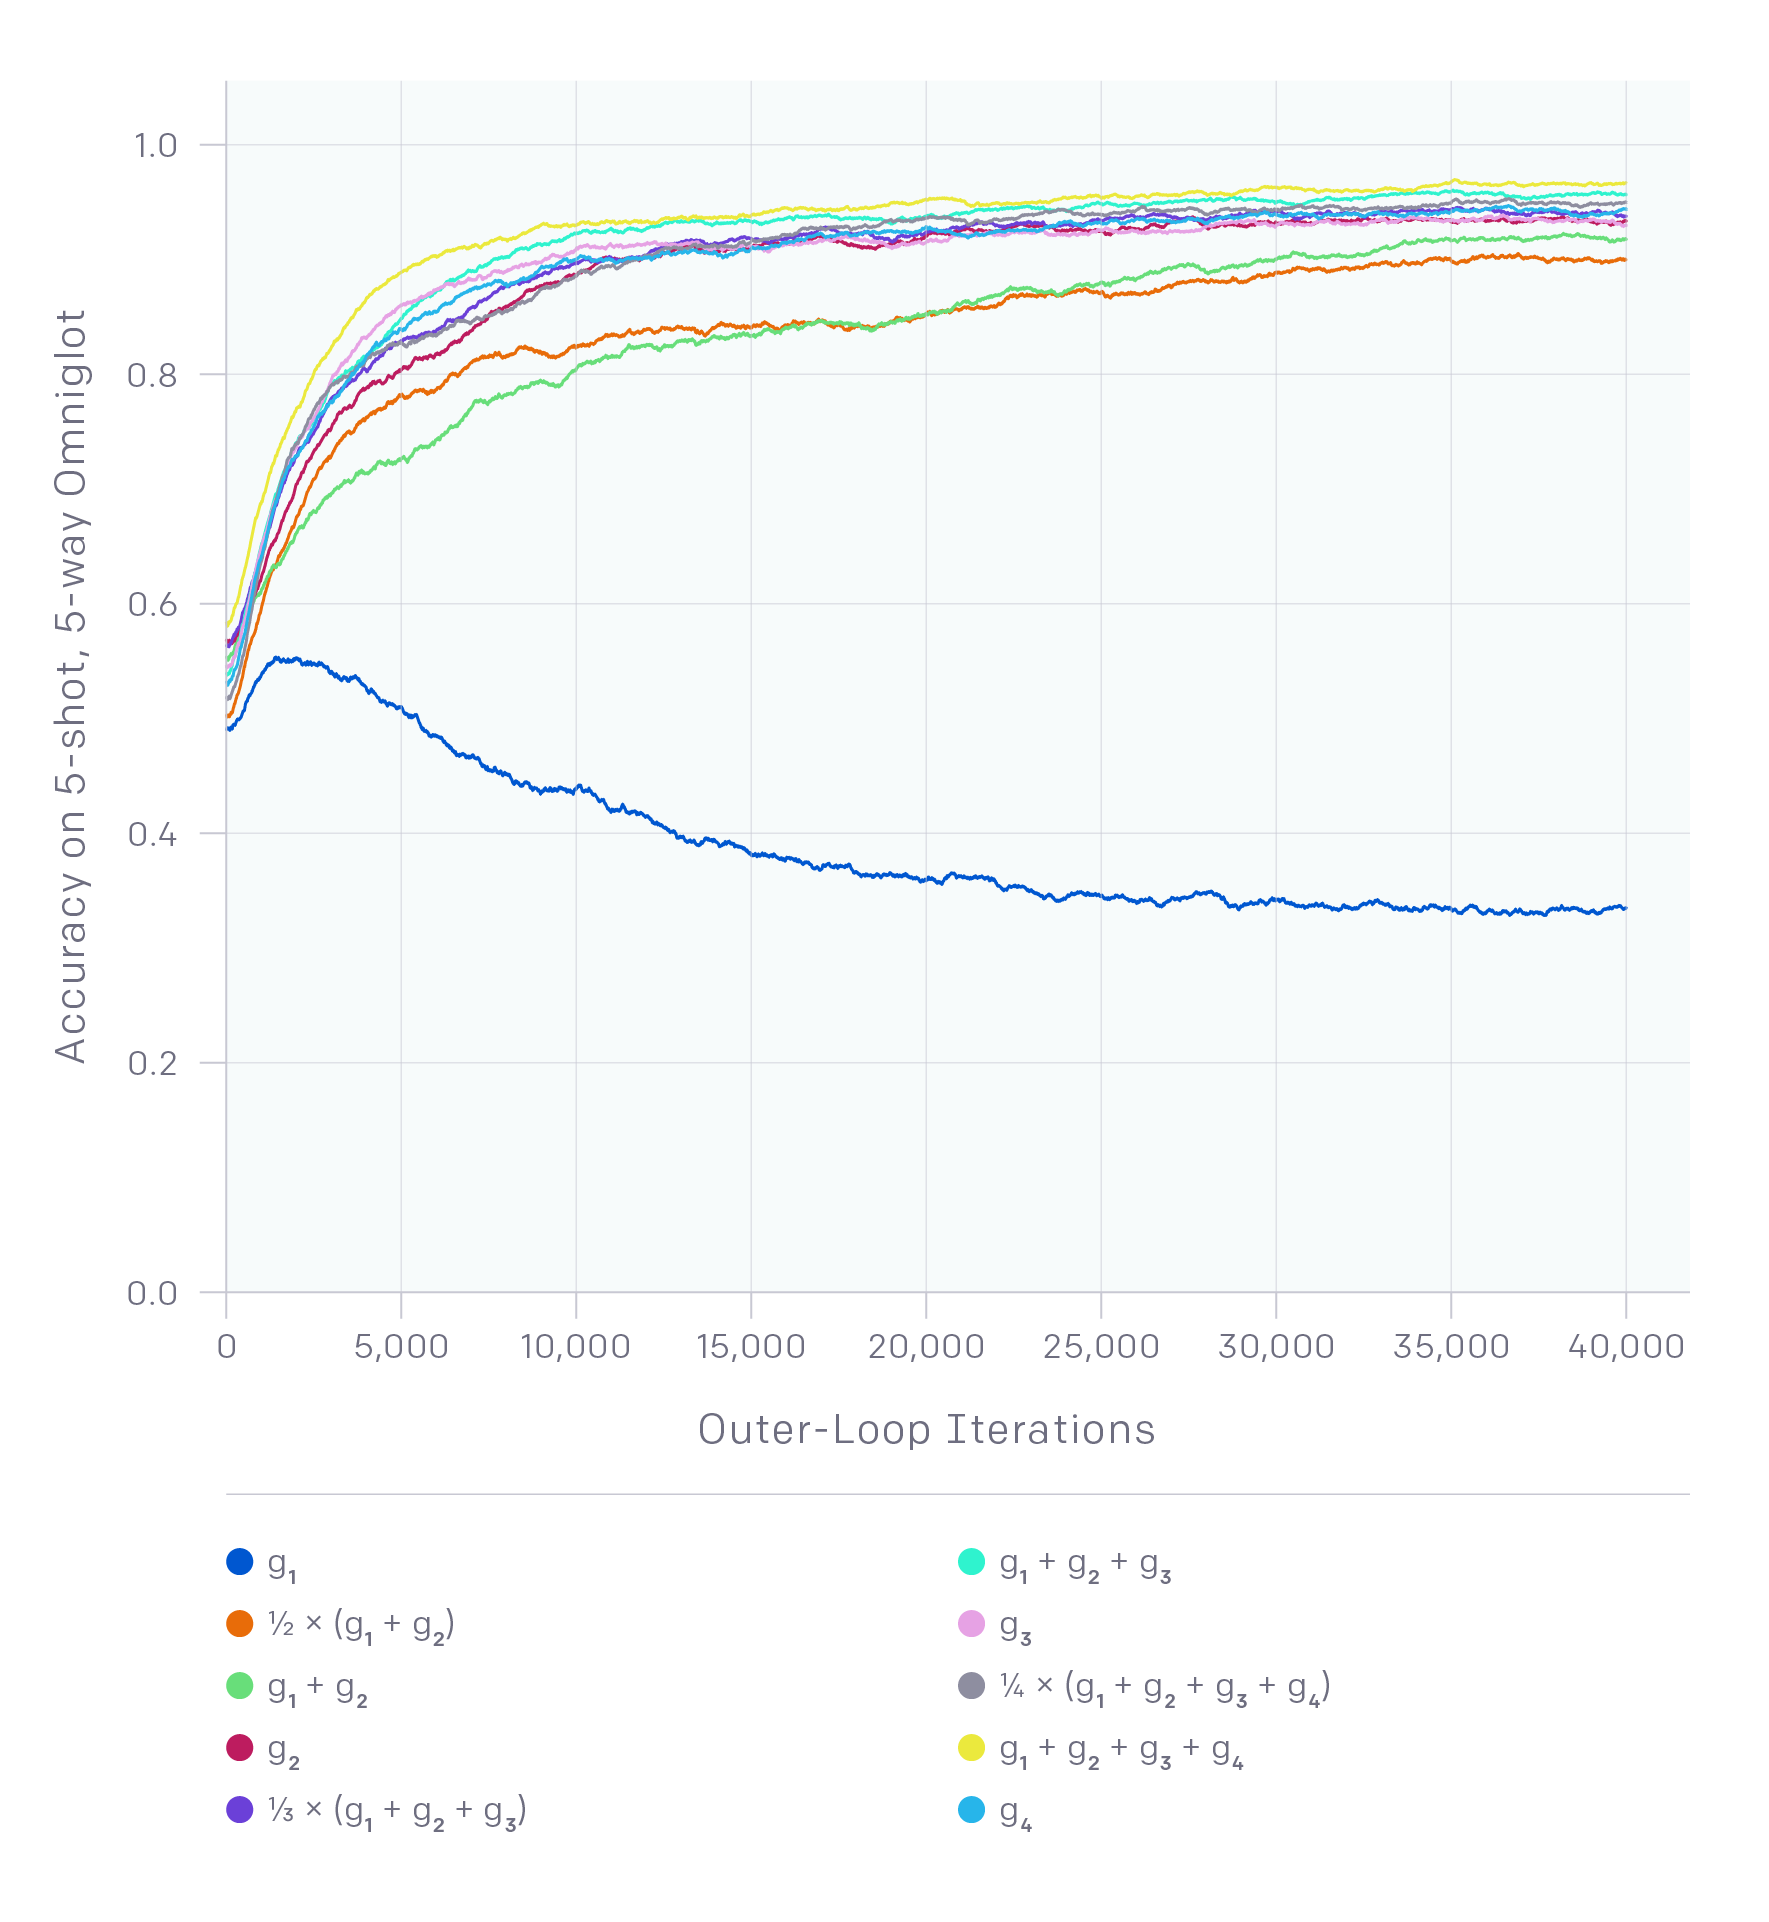 1.0
0.8
0.6
0.4
0.2
0.0
Accuracy on 5-shot, 5-way Omniglot
0 5,000 10,000 15,000 20,000 25,000 30,000 35,000 40,000
Outer-Loop Iterations
g₁
½ × (g₁ + g₂)
g₁ + g₂
g₂
⅓ × (g₁ + g₂ + g₃)
g₁ + g₂ + g₃
g₃
¼ × (g₁ + g₂ + g₃ + g₄)
g₁ + g₂ + g₃ + g₄
g₄